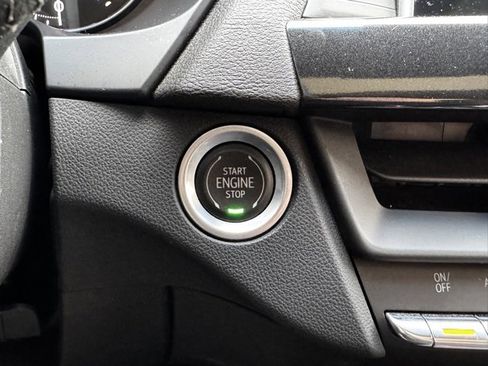 START
ENGINE
STOP
ON/
OFF
A